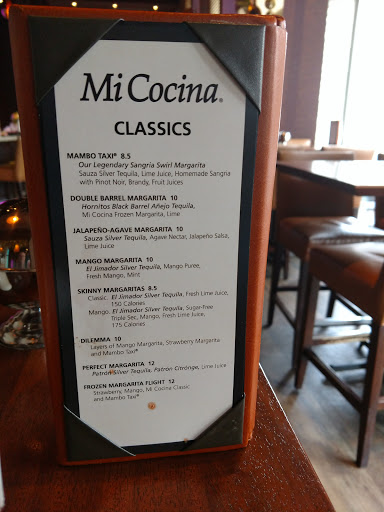 Mi Cocina®
CLASSICS
MAMBO TAXI® 8.5
Our Legendary Sangria Swirl Margarita
Sauza Silver Tequila, Lime Juice, Homemade Sangria
with Pinot Noir, Brandy, Fruit Juices
DOUBLE BARREL MARGARITA 10
Hornitos Black Barrel Añejo Tequila,
Mi Cocina Frozen Margarita, Lime
JALAPEÑO-AGAVE MARGARITA 10
Sauza Silver Tequila, Agave Nectar, Jalapeño Salsa,
Lime Juice
MANGO MARGARITA 10
El Jimador Silver Tequila, Mango Puree,
Fresh Mango, Mint
SKINNY MARGARITAS 8.5
Classic. El Jimador Silver Tequila, Fresh Lime Juice,
150 Calories
Mango. El Jimador Silver Tequila, Sugar-Free
Triple Sec, Mango, Fresh Lime Juice,
175 Calories
DILEMMA 10
Layers of Mango Margarita, Strawberry Margarita
and Mambo Taxi®
PERFECT MARGARITA 12
Patrón Silver Tequila, Patrón Citrónge, Lime Juice
FROZEN MARGARITA FLIGHT 12
Strawberry, Mango, Mi Cocina Classic
and Mambo Taxi®